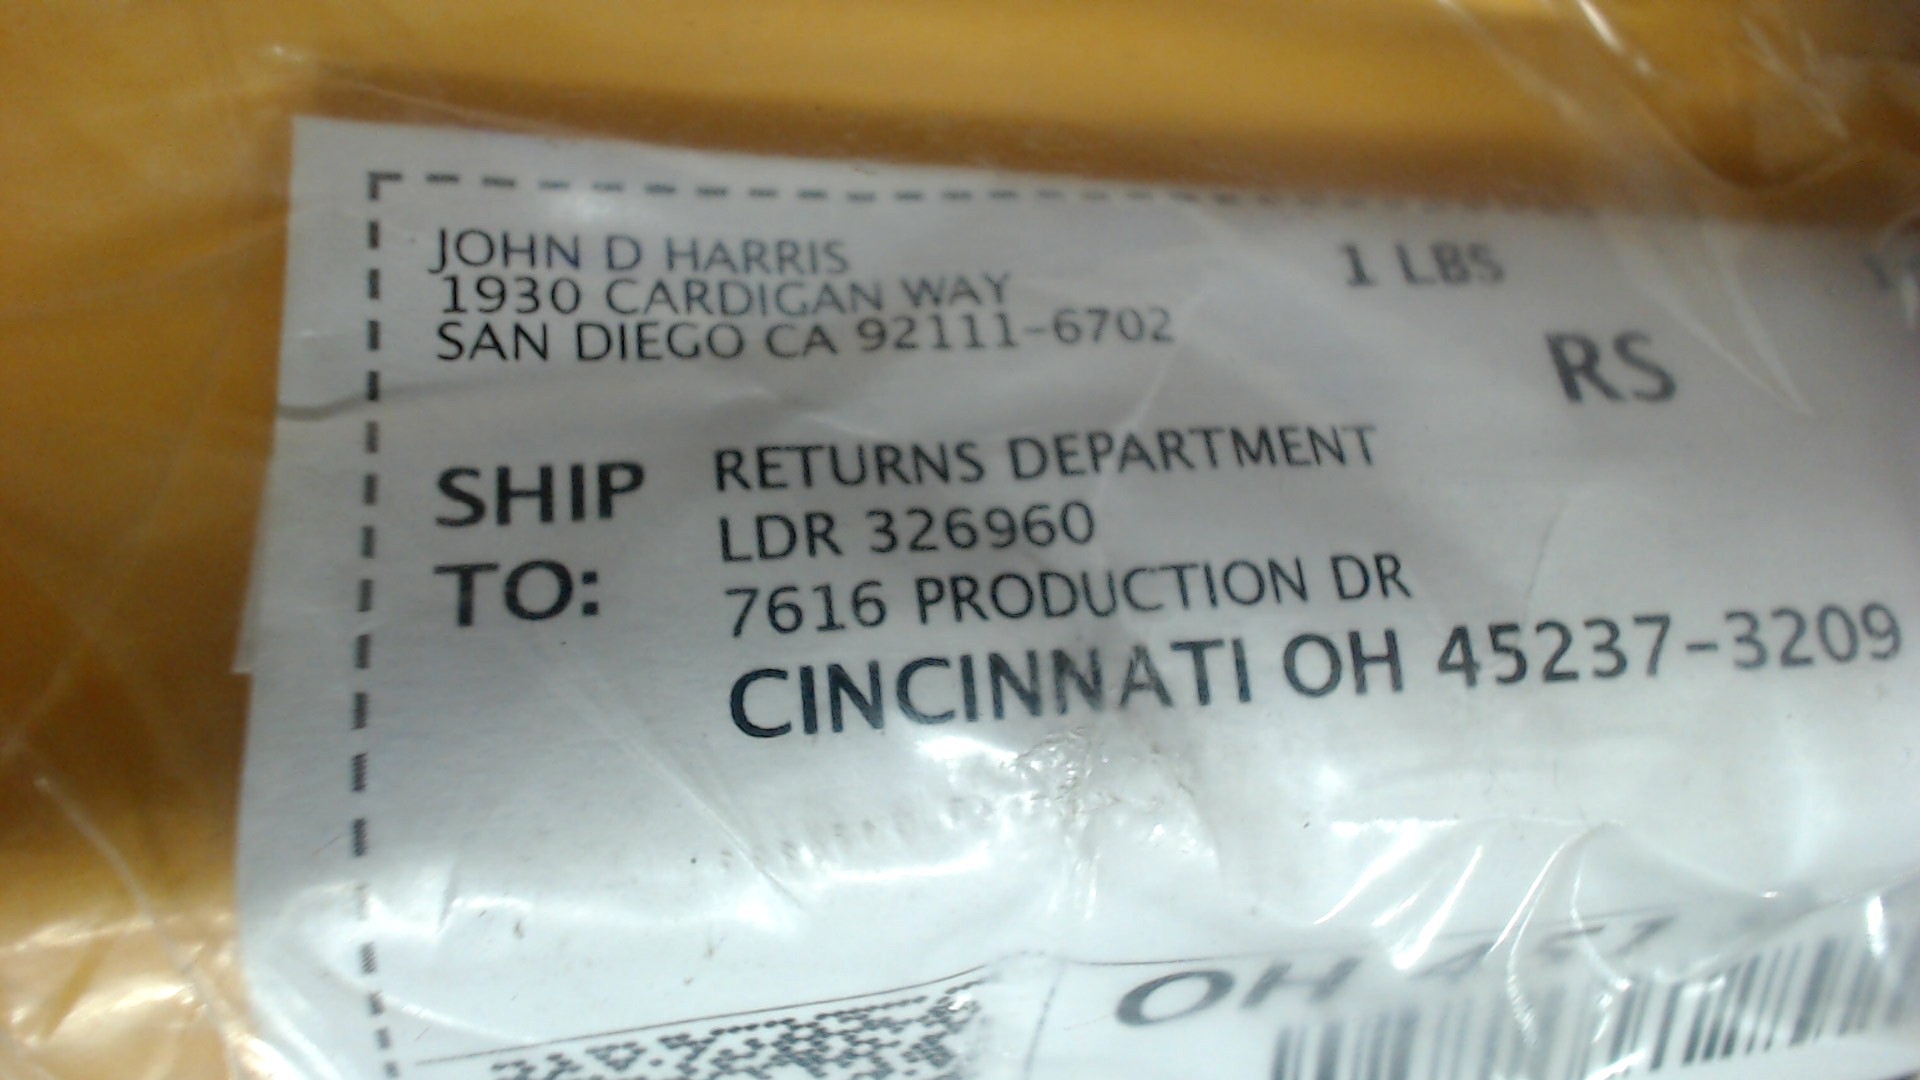 JOHN D HARRIS
1930 CARDIGAN WAY
SAN DIEGO CA 92111-6702
1 LBS
RS
SHIP TO:
RETURNS DEPARTMENT
LDR 326960
7616 PRODUCTION DR
CINCINNATI OH 45237-3209
OH